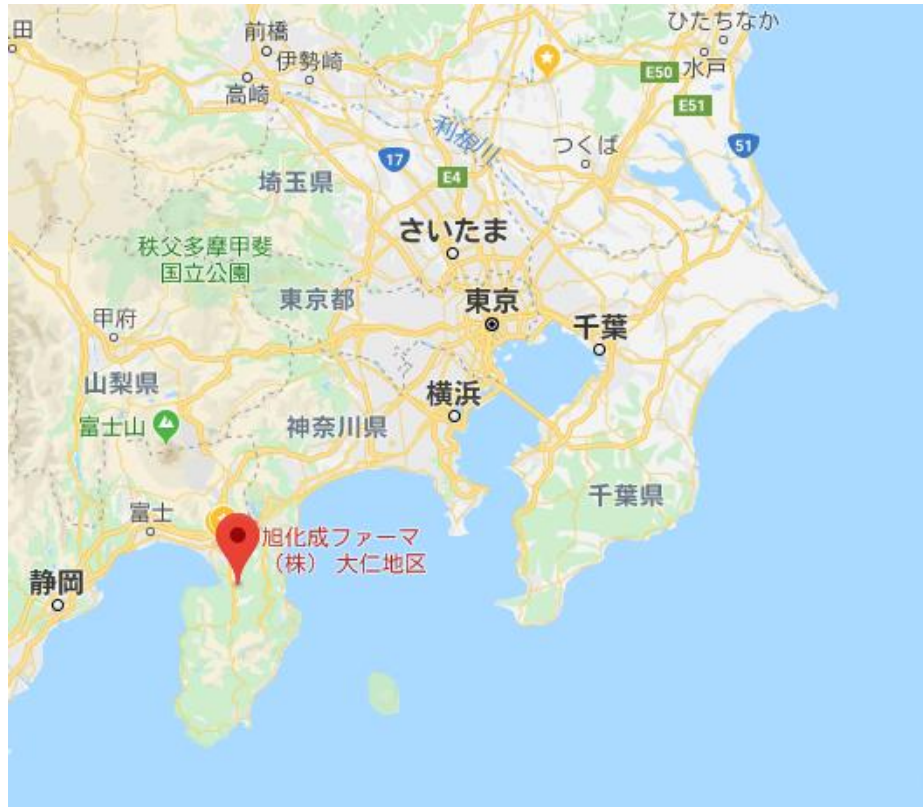 田
前橋
伊勢崎
高崎
ひたちなか
水戸
E50
E51
51
つくば
利根川
17
E4
埼玉県
さいたま
秩父多摩甲斐
国立公園
東京都
東京
千葉
甲府
山梨県
富士山
神奈川県
横浜
千葉県
富士
旭化成ファーマ
(株) 大仁地区
静岡